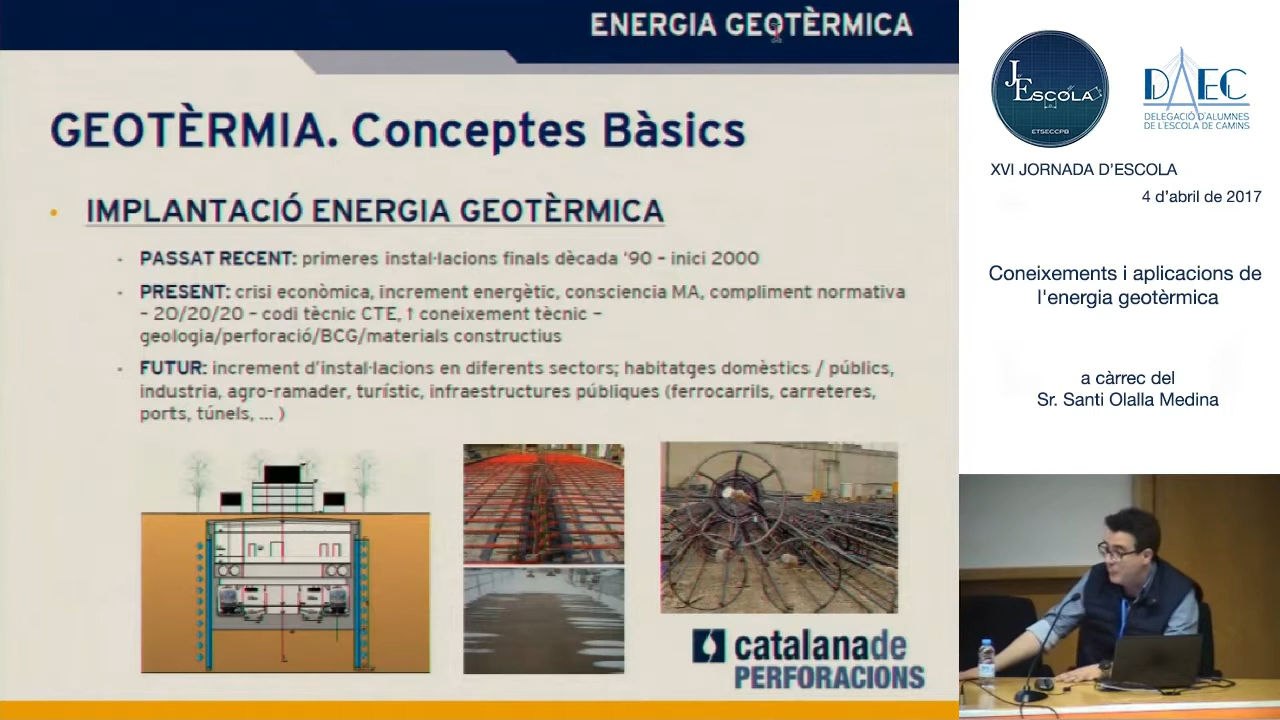 ENERGIA GEOTÈRMICA
GEOTÈRMIA. Conceptes Bàsics
• IMPLANTACIÓ ENERGIA GEOTÈRMICA
• PASSAT RECENT: primeres instal·lacions finals dècada '90 – inici 2000
• PRESENT: crisi econòmica, increment energètic, consciencia MA, compliment normativa
– 20/20/20 – codi tècnic CTE, ↑ coneixement tècnic –
geologia/perforació/BCG/materials constructius
• FUTUR: increment d'instal·lacions en diferents sectors; habitatges domèstics / públics,
industria, agro-ramader, turístic, infraestructures públiques (ferrocarrils, carreteres,
ports, túnels, ... )
catalanade
PERFORACIONS
J ESCOLA
ETSECCPB
DAEC
DELEGACIÓ D'ALUMNES
DE L'ESCOLA DE CAMINS
XVI JORNADA D'ESCOLA
4 d'abril de 2017
Coneixements i aplicacions de
l'energia geotèrmica
a càrrec del
Sr. Santi Olalla Medina